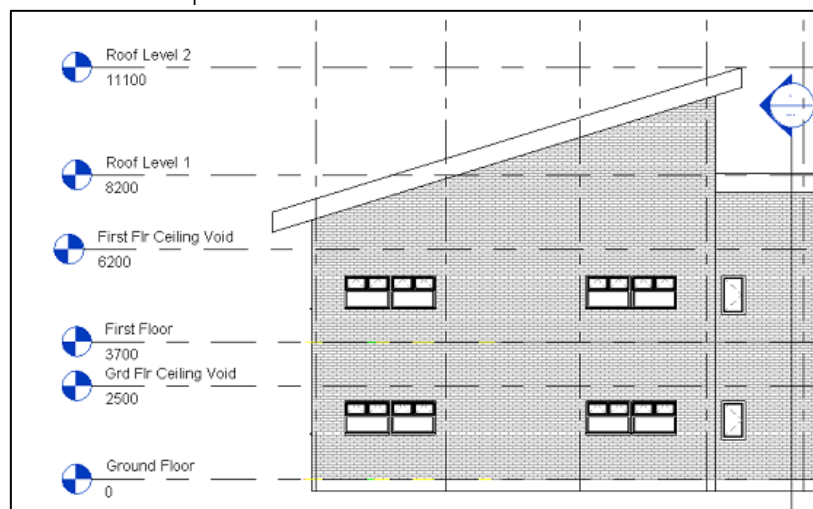 Roof Level 2
11100
Roof Level 1
8200
First Flr Ceiling Void
6200
First Floor
3700
Grd Flr Ceiling Void
2500
Ground Floor
0